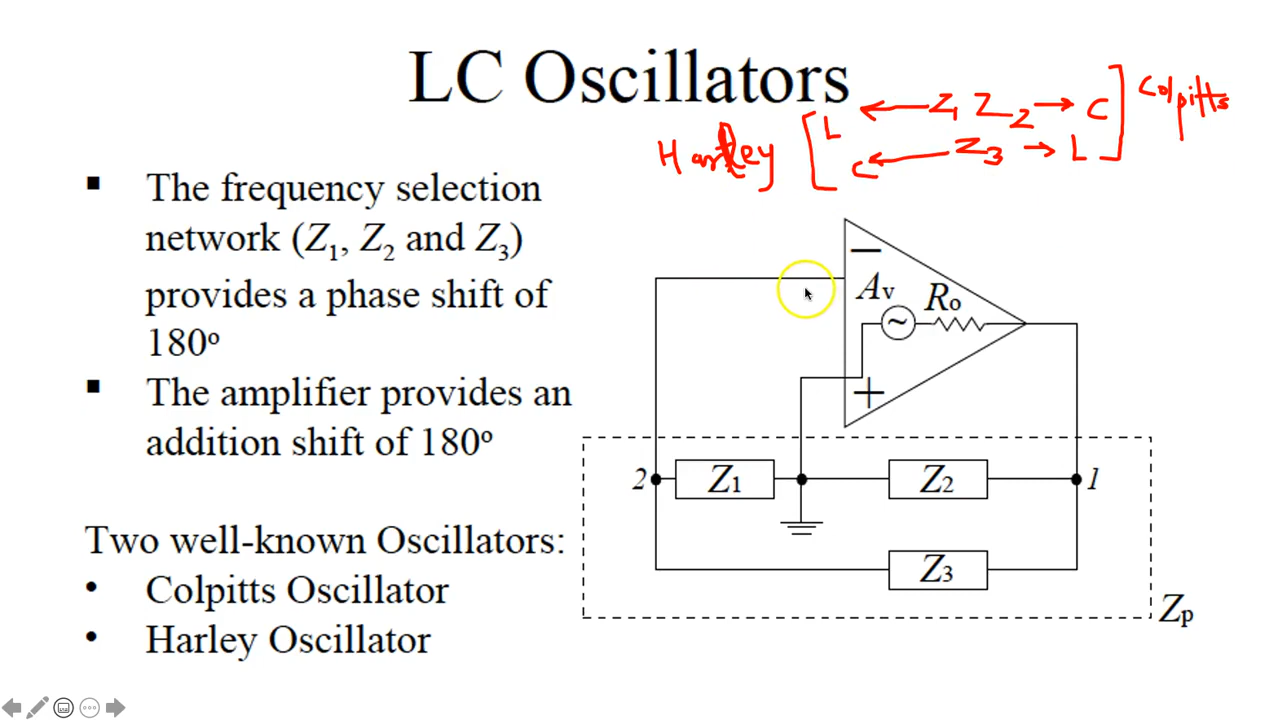 LC Oscillators
Z1 Z2 → C ] Colpitts
Harley [ L ←
C ← Z3 → L
▪ The frequency selection
network (Z1, Z2 and Z3)
provides a phase shift of
180º
▪ The amplifier provides an
addition shift of 180º
Two well-known Oscillators:
• Colpitts Oscillator
• Harley Oscillator
−
Av
Ro
~
+
2
Z1
Z2
1
Z3
Zp